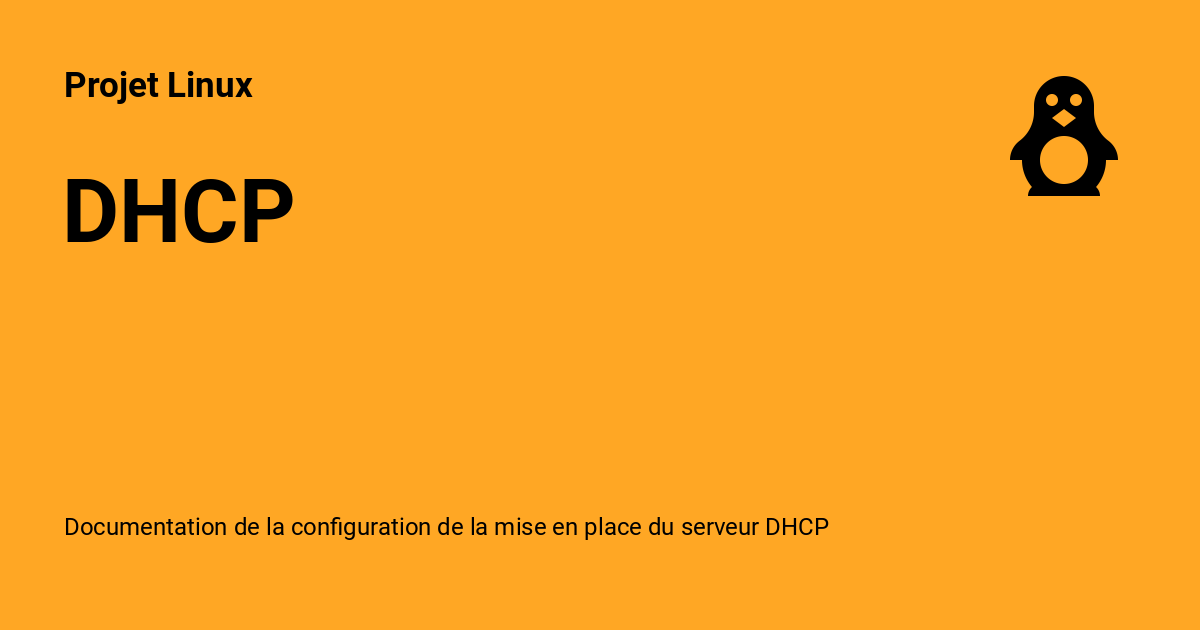 Projet Linux
DHCP
Documentation de la configuration de la mise en place du serveur DHCP